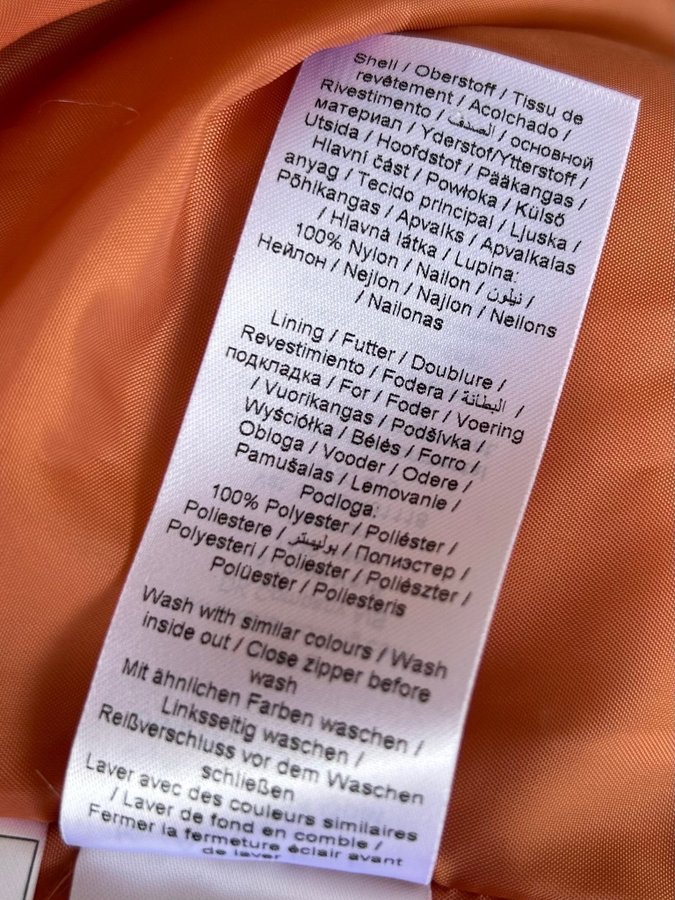 Shell / Oberstoff / Tissu de
revêtement / Acolchado /
Rivestimento / الصدف / основной
материал / Yderstof/Ytterstoff /
Utsida / Hoofdstof / Pääkangas /
Hlavní část / Powłoka / Külső
anyag / Tecido principal / Ljuska /
Põhikangas / Apvalks / Apvalkalas
/ Hlavná látka / Lupina:
100% Nylon / Nailon / نيلون /
Нейлон / Nejlon / Najlon / Neilons
/ Nailonas
Lining / Futter / Doublure /
Revestimiento / Fodera / البطانة /
подкладка / For / Foder / Voering
/ Vuorikangas / Podšívka /
Wyściółka / Bélés / Forro /
Obloga / Vooder / Odere /
Pamušalas / Lemovanie /
Podloga:
100% Polyester / Poliéster /
Poliestere / بوليستر / Полиэстер /
Polyesteri / Poliester / Poliészter /
Polüester / Poliesteris
Wash with similar colours / Wash
inside out / Close zipper before
wash
Mit ähnlichen Farben waschen /
Linksseitig waschen /
Reißverschluss vor dem Waschen
schließen
Laver avec des couleurs similaires
/ Laver de fond en comble /
Fermer la fermeture éclair avant
de laver